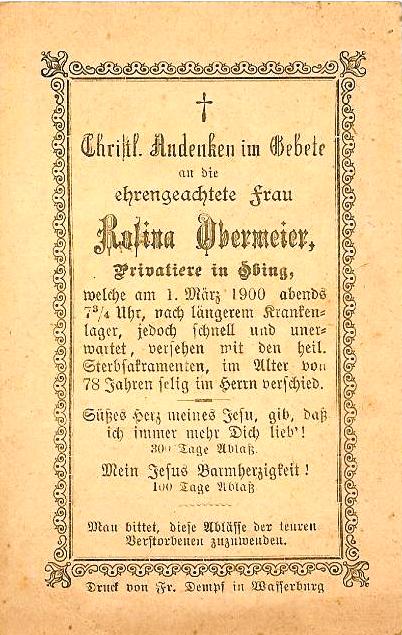 Christl. Andenken im Gebete
an die
ehrengeachtete Frau
Rosina Obermeier,
Privatiere in Obing,
welche am 1. März 1900 abends
7¾ Uhr, nach längerem Kranken-
lager, jedoch schnell und uner-
wartet, versehen mit den heil.
Sterbsakramenten, im Alter von
78 Jahren selig im Herrn verschied.
Süßes Herz meines Jesu, gib, daß
ich immer mehr Dich lieb'!
300 Tage Ablaß.
Mein Jesus Barmherzigkeit!
100 Tage Ablaß
Man bittet, diese Ablässe der teuren
Verstorbenen zuzuwenden.
Druck von Fr. Dempf in Wasserburg